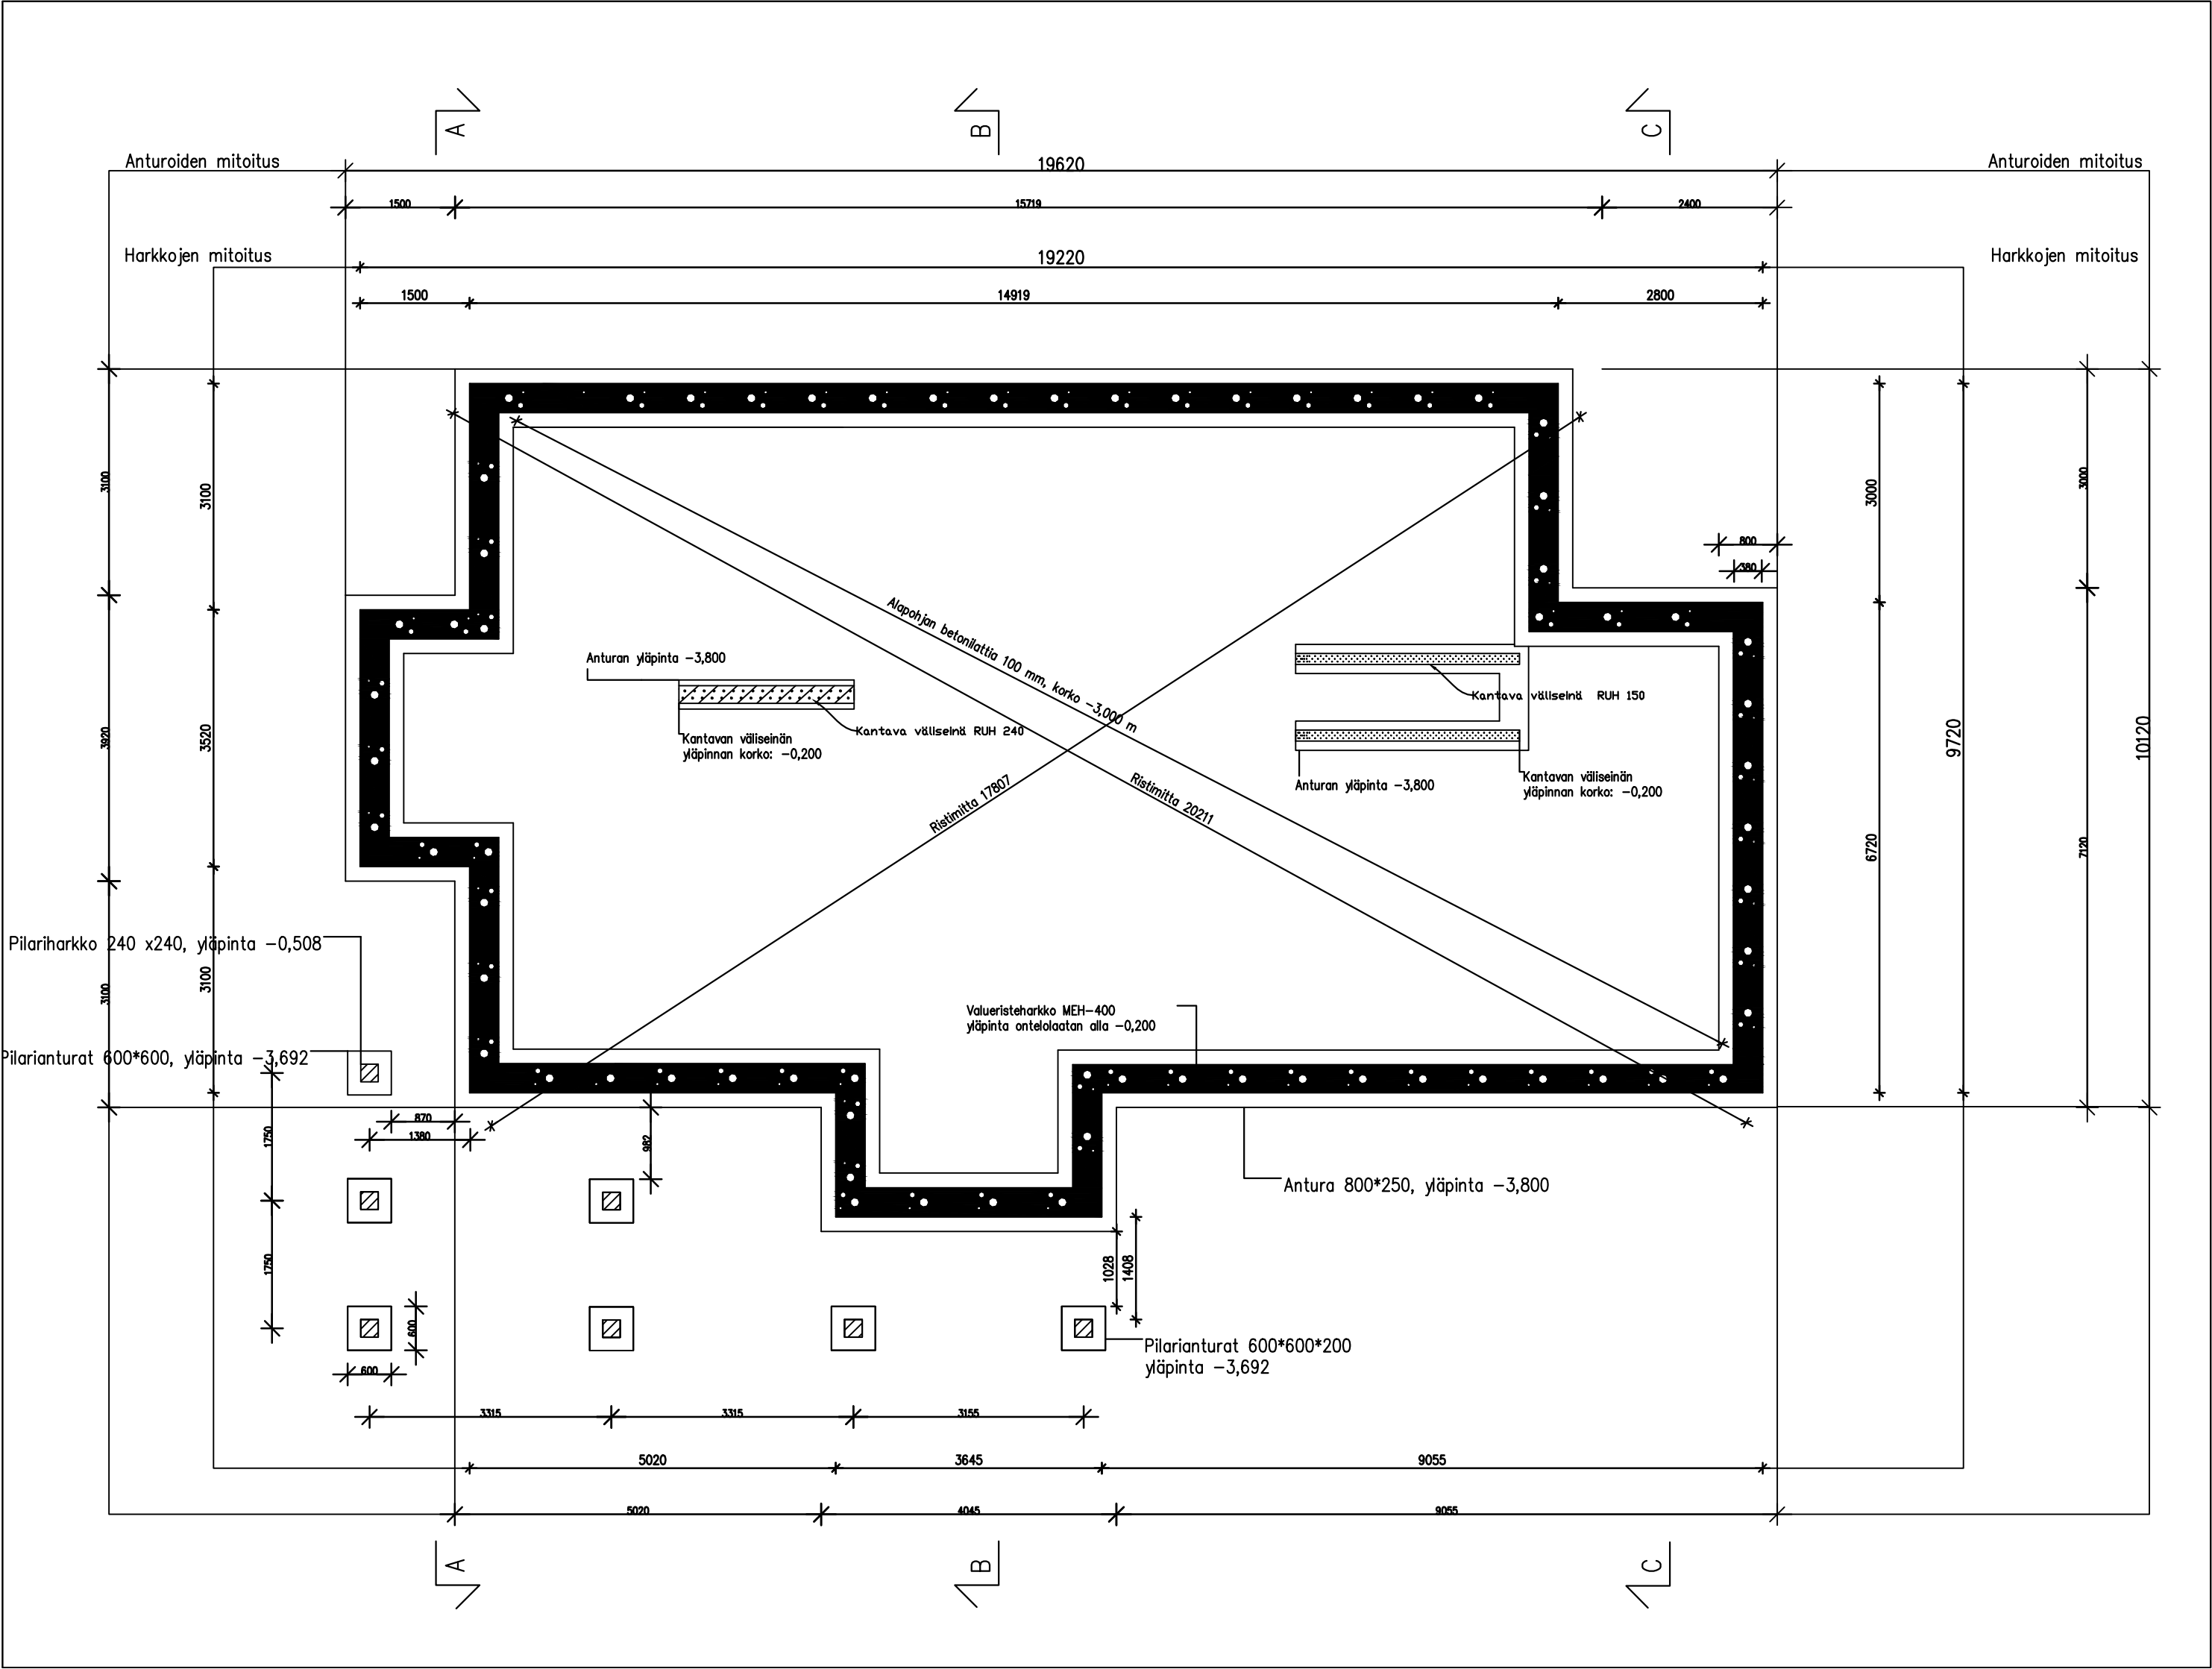 A
B
C
Anturoiden mitoitus
19620
Anturoiden mitoitus
1500
15719
2400
Harkkojen mitoitus
19220
Harkkojen mitoitus
1500
14919
2800
3100
3100
3000
3000
800
380
Alapohjan betonilattia 100 mm, korko -3,000 m
Anturan yläpinta -3,800
Kantava väliseinä RUH 240
Kantavan väliseinän
yläpinnan korko: -0,200
Kantava väliseinä RUH 150
Anturan yläpinta -3,800
Kantavan väliseinän
yläpinnan korko: -0,200
3920
3520
9720
10120
Ristimitta 17807
Ristimitta 20211
6720
7120
Pilariharkko 240 x240, yläpinta -0,508
3100
3100
Valueristeharkko MEH-400
yläpinta ontelolaatan alla -0,200
Pilarianturat 600*600, yläpinta -3,692
870
1380
1750
982
Antura 800*250, yläpinta -3,800
1750
1028
1408
600
600
Pilarianturat 600*600*200
yläpinta -3,692
3315
3315
3155
5020
3645
9055
5020
4045
9055
A
B
C